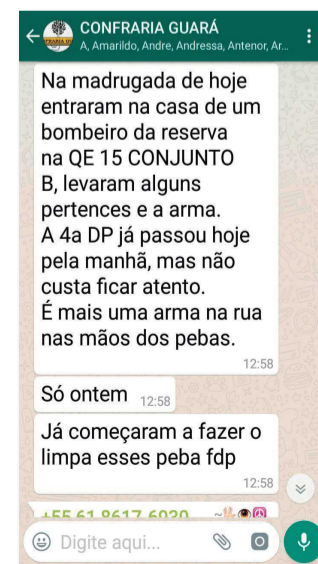 CONFRARIA GUARÁ
A, Amarildo, Andre, Andressa, Antenor, Ar...
Na madrugada de hoje
entraram na casa de um
bombeiro da reserva
na QE 15 CONJUNTO
B, levaram alguns
pertences e a arma.
A 4a DP já passou hoje
pela manhã, mas não
custa ficar atento.
É mais uma arma na rua
nas mãos dos pebas.
12:58
Só ontem 12:58
Já começaram a fazer o
limpa esses peba fdp
12:58
Digite aqui...